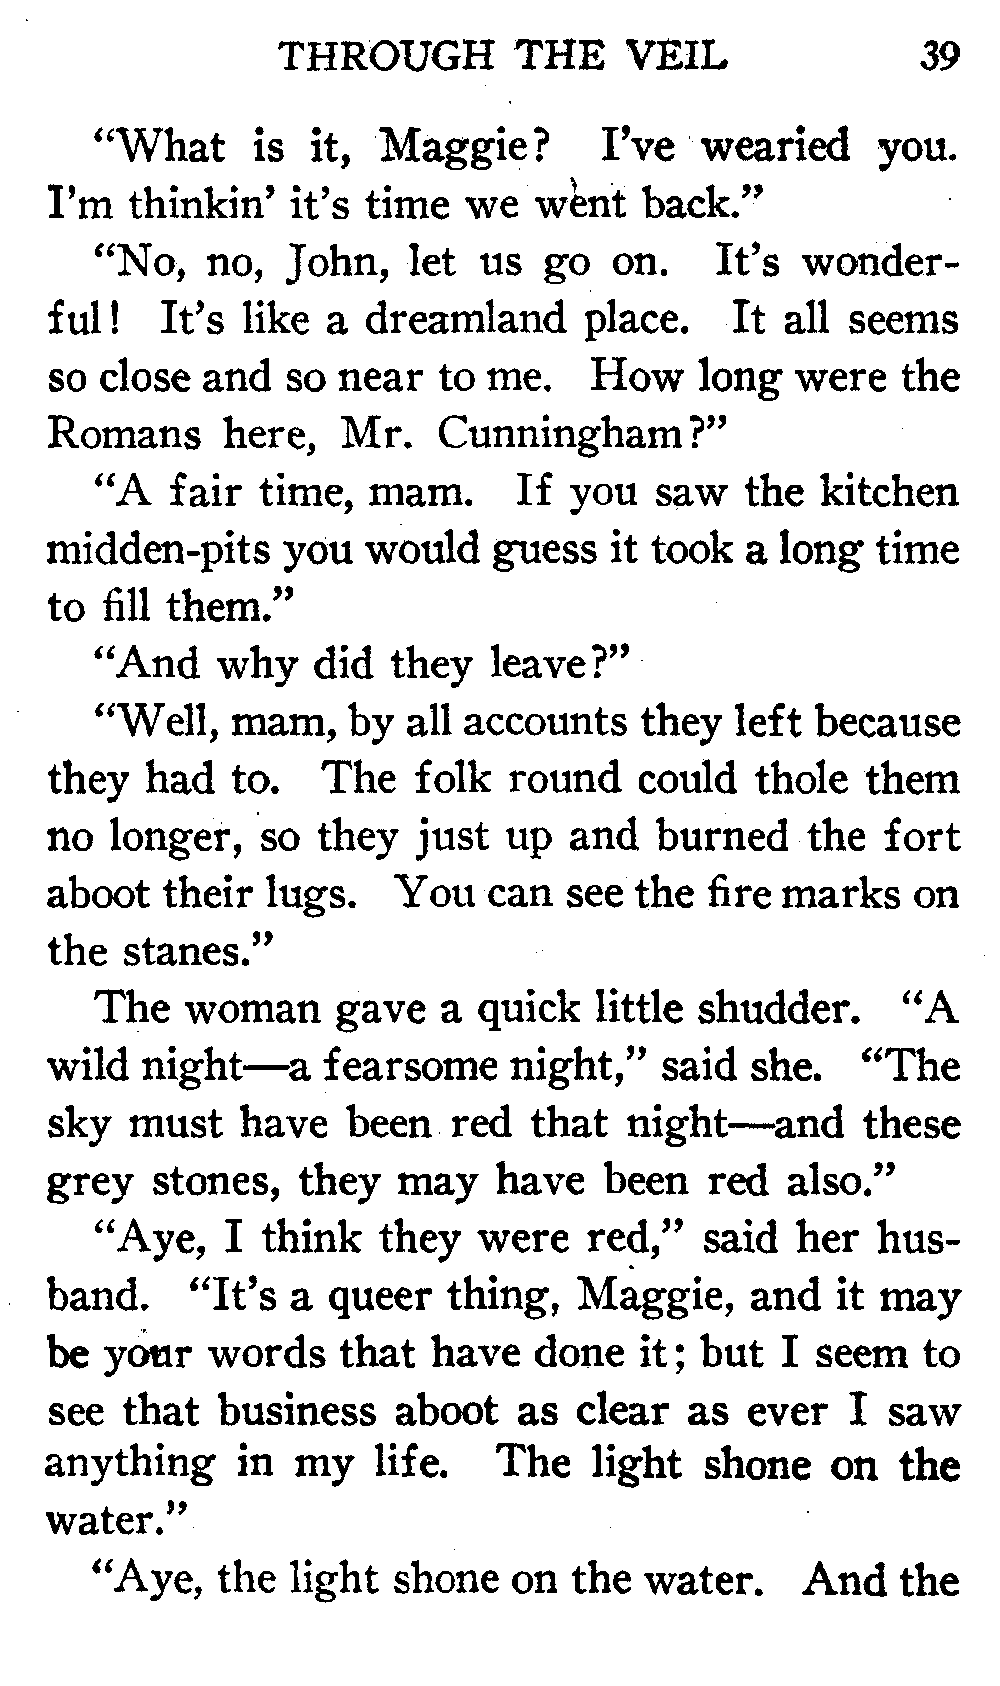 THROUGH THE VEIL 39
“What is it, Maggie? I’ve wearied you.
I’m thinkin’ it’s time we went back.”
“No, no, John, let us go on. It’s wonder-
ful! It’s like a dreamland place. It all seems
so close and so near to me. How long were the
Romans here, Mr. Cunningham?”
“A fair time, mam. If you saw the kitchen
midden-pits you would guess it took a long time
to fill them.”
“And why did they leave?”
“Well, mam, by all accounts they left because
they had to. The folk round could thole them
no longer, so they just up and burned the fort
aboot their lugs. You can see the fire marks on
the stanes.”
The woman gave a quick little shudder. “A
wild night—a fearsome night,” said she. “The
sky must have been red that night—and these
grey stones, they may have been red also.”
“Aye, I think they were red,” said her hus-
band. “It’s a queer thing, Maggie, and it may
be your words that have done it; but I seem to
see that business aboot as clear as ever I saw
anything in my life. The light shone on the
water.”
“Aye, the light shone on the water. And the